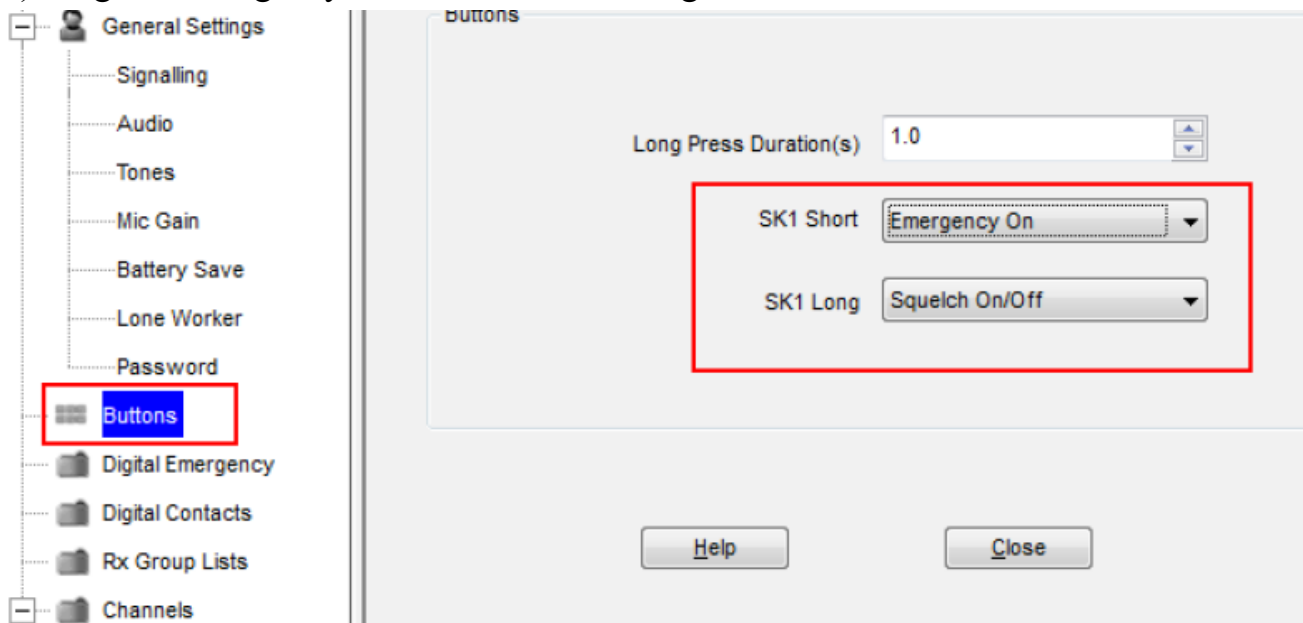 General Settings
Signalling
Audio
Tones
Mic Gain
Battery Save
Lone Worker
Password
Buttons
Digital Emergency
Digital Contacts
Rx Group Lists
Channels
Buttons
Long Press Duration(s) 1.0
SK1 Short Emergency On
SK1 Long Squelch On/Off
Help Close